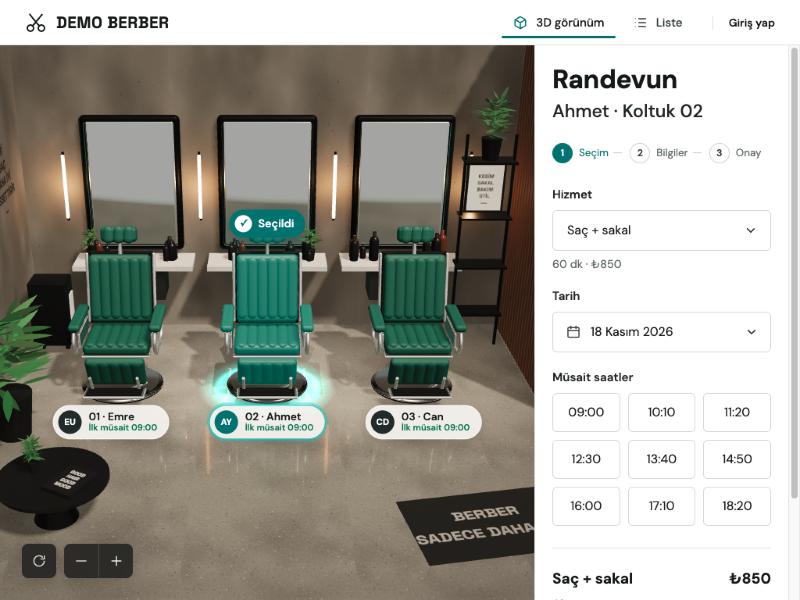 DEMO BERBER
3D görünüm
Liste
Giriş yap
Seçildi
EU
01 · Emre
İlk müsait 09:00
AY
02 · Ahmet
İlk müsait 09:00
CD
03 · Can
İlk müsait 09:00
BERBER
SADECE DAHA
Randevun
Ahmet · Koltuk 02
1 Seçim
2 Bilgiler
3 Onay
Hizmet
Saç + sakal
60 dk · ₺850
Tarih
18 Kasım 2026
Müsait saatler
09:00 10:10 11:20
12:30 13:40 14:50
16:00 17:10 18:20
Saç + sakal ₺850